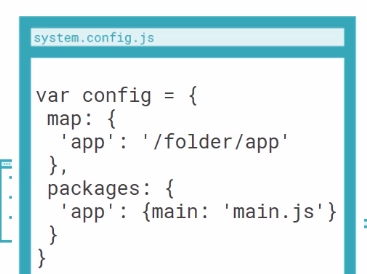 system.config.js
var config = {
map: {
'app': '/folder/app'
},
packages: {
'app': {main: 'main.js'}
}
}